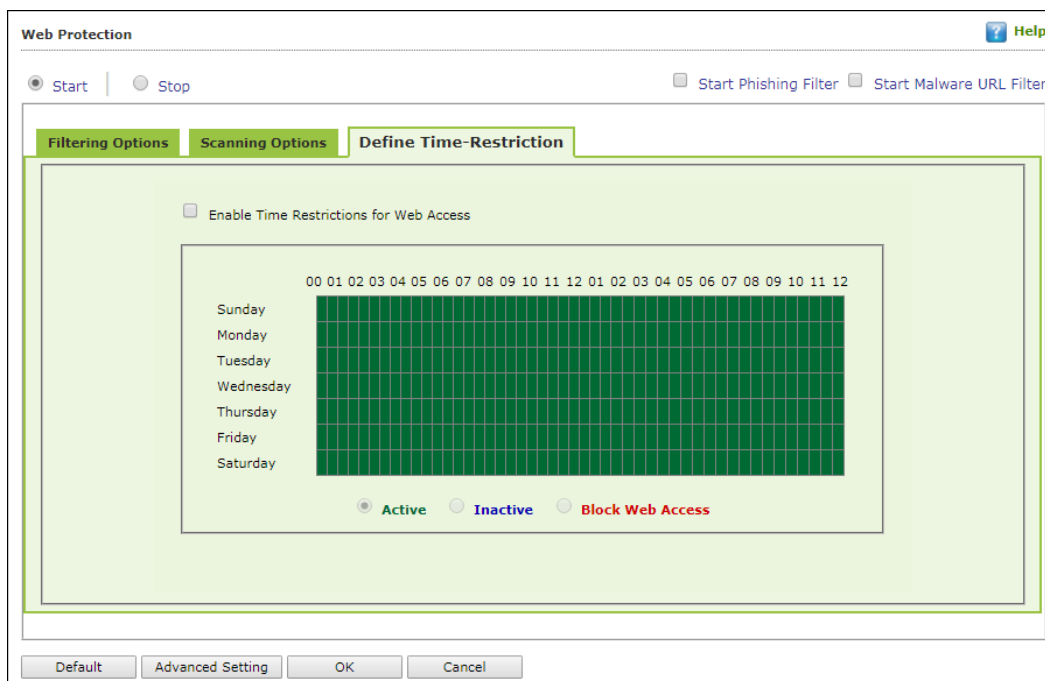 Web Protection Help
Start Stop Start Phishing Filter Start Malware URL Filter
Filtering Options Scanning Options Define Time-Restriction
Enable Time Restrictions for Web Access
00 01 02 03 04 05 06 07 08 09 10 11 12 01 02 03 04 05 06 07 08 09 10 11 12
Sunday
Monday
Tuesday
Wednesday
Thursday
Friday
Saturday
Active Inactive Block Web Access
Default Advanced Setting OK Cancel